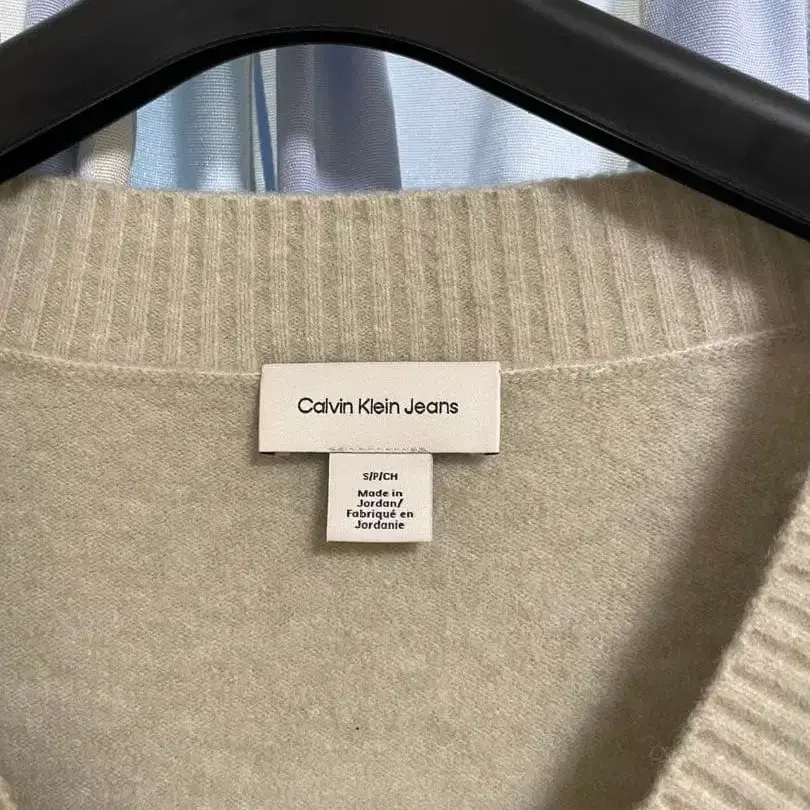 Calvin Klein Jeans
S/P/CH
Made in
Jordan/
Fabriqué en
Jordanie